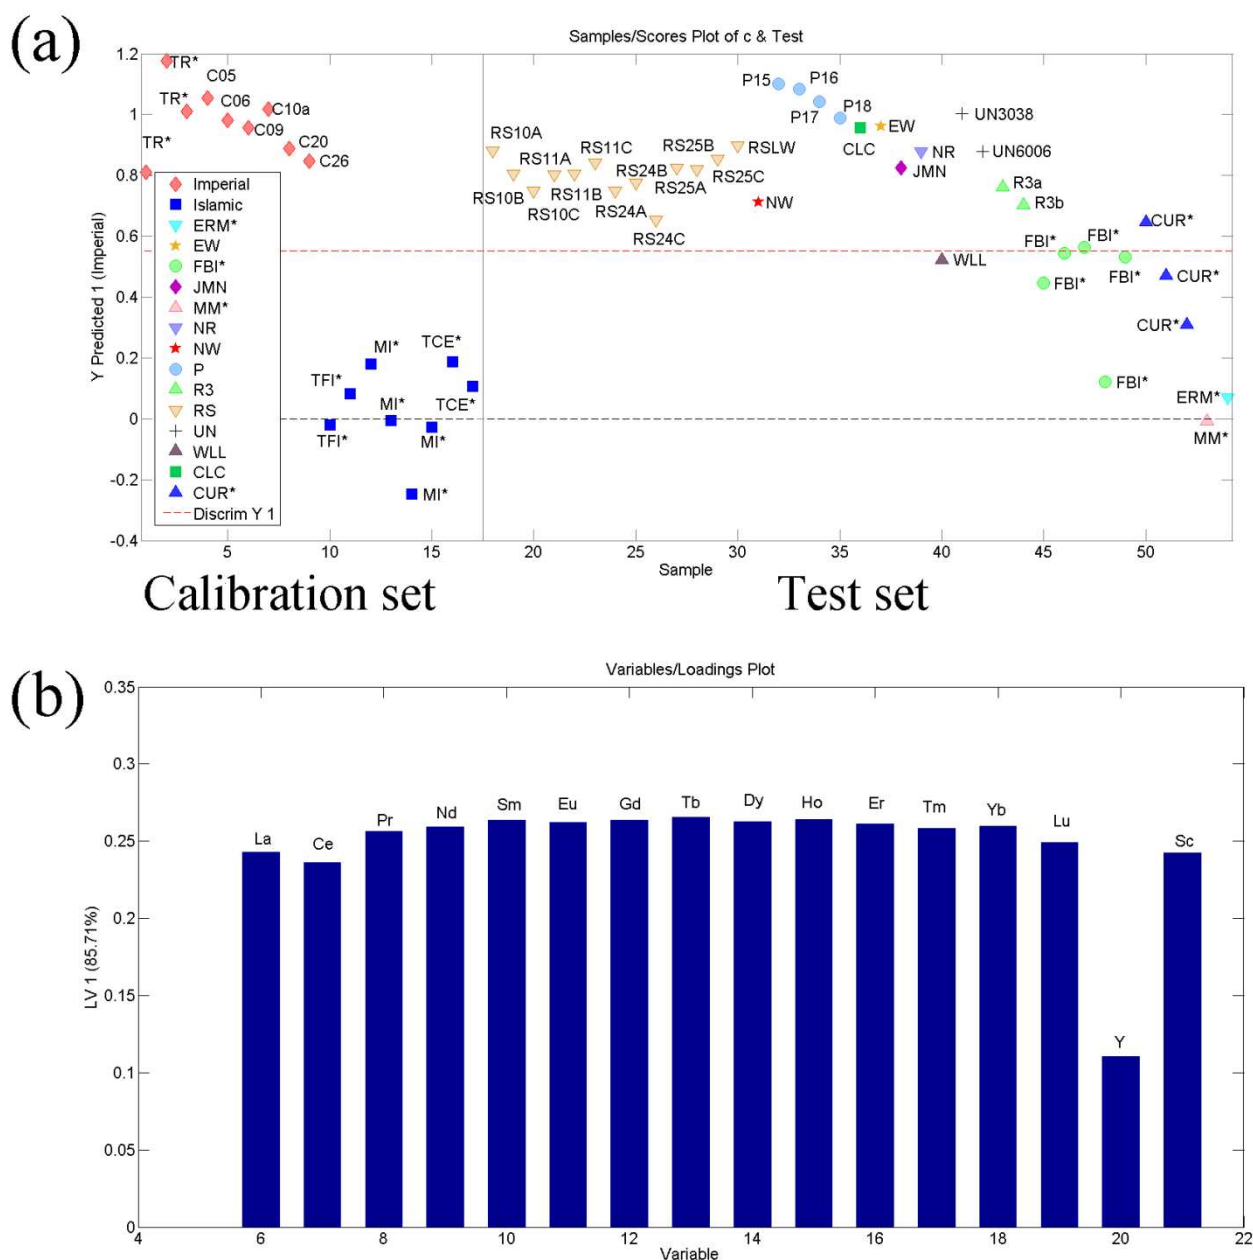 (a)
Samples/Scores Plot of c & Test
Y Predicted 1 (Imperial)
1.2
1
0.8
0.6
0.4
0.2
0
-0.2
-0.4
TR*
TR*
TR*
C05
C06
C09
C10a
C20
C26
Imperial
Islamic
ERM*
EW
FBI*
JMN
MM*
NR
NW
P
R3
RS
UN
WLL
CLC
CUR*
Discrim Y 1
TFI*
TFI*
MI*
MI*
MI*
MI*
TCE*
TCE*
RS10A
RS10B
RS10C
RS11A
RS11B
RS11C
RS24A
RS24B
RS24C
RS25B
RS25A
RS25C
RSLW
NW
P15
P16
P17
P18
CLC
EW
JMN
NR
WLL
UN3038
UN6006
R3a
R3b
FBI*
FBI*
FBI*
FBI*
FBI*
CUR*
CUR*
CUR*
ERM*
MM*
5 10 15 20 25 30 35 40 45 50
Sample
Calibration set
Test set
(b)
Variables/Loadings Plot
LV 1 (85.71%)
0.35
0.3
0.25
0.2
0.15
0.1
0.05
0
La Ce Pr Nd Sm Eu Gd Tb Dy Ho Er Tm Yb Lu Y Sc
4 6 8 10 12 14 16 18 20 22
Variable